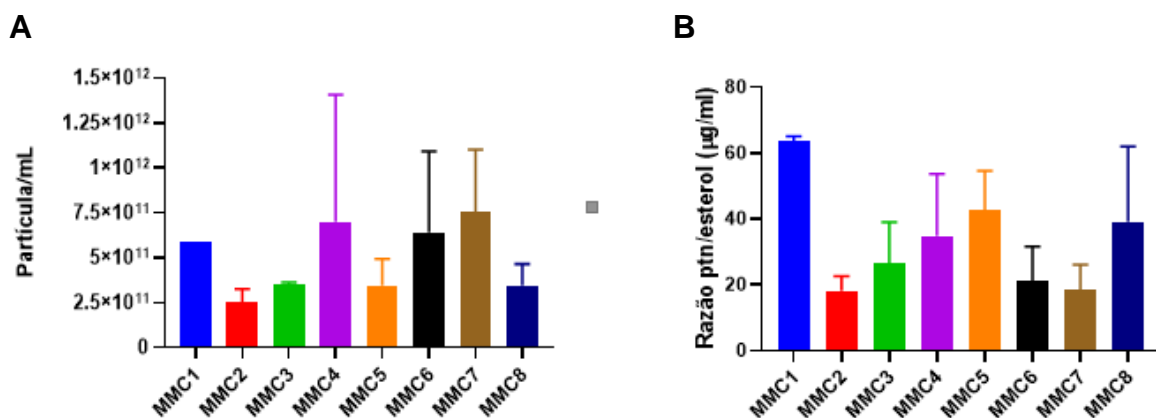 A
Partícula/mL
1.5×10¹²
1.25×10¹²
1×10¹²
7.5×10¹¹
5×10¹¹
2.5×10¹¹
0
MMC1 MMC2 MMC3 MMC4 MMC5 MMC6 MMC7 MMC8
B
Razão ptn/esterol (µg/ml)
80
60
40
20
0
MMC1 MMC2 MMC3 MMC4 MMC5 MMC6 MMC7 MMC8